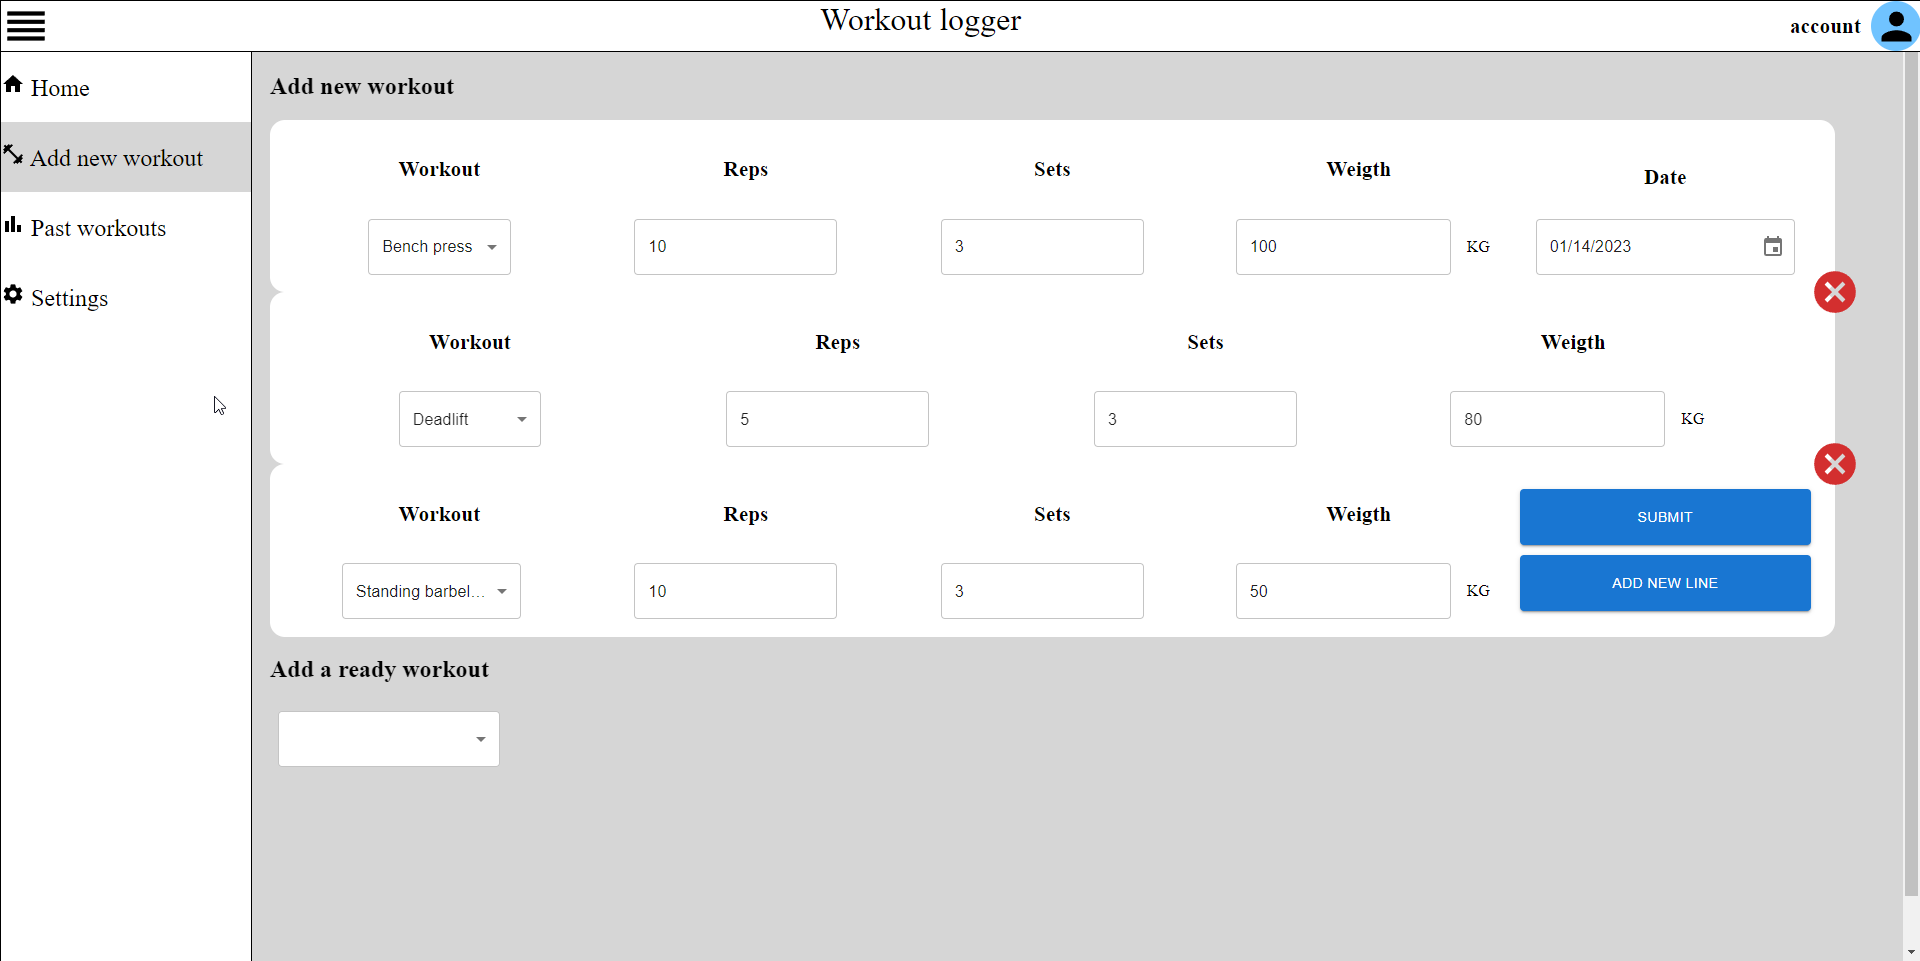 Workout logger
account
Home
Add new workout
Past workouts
Settings
Add new workout
Workout Reps Sets Weigth Date
Bench press 10 3 100 KG 01/14/2023
Workout Reps Sets Weigth
Deadlift 5 3 80 KG
Workout Reps Sets Weigth SUBMIT
Standing barbel... 10 3 50 KG ADD NEW LINE
Add a ready workout